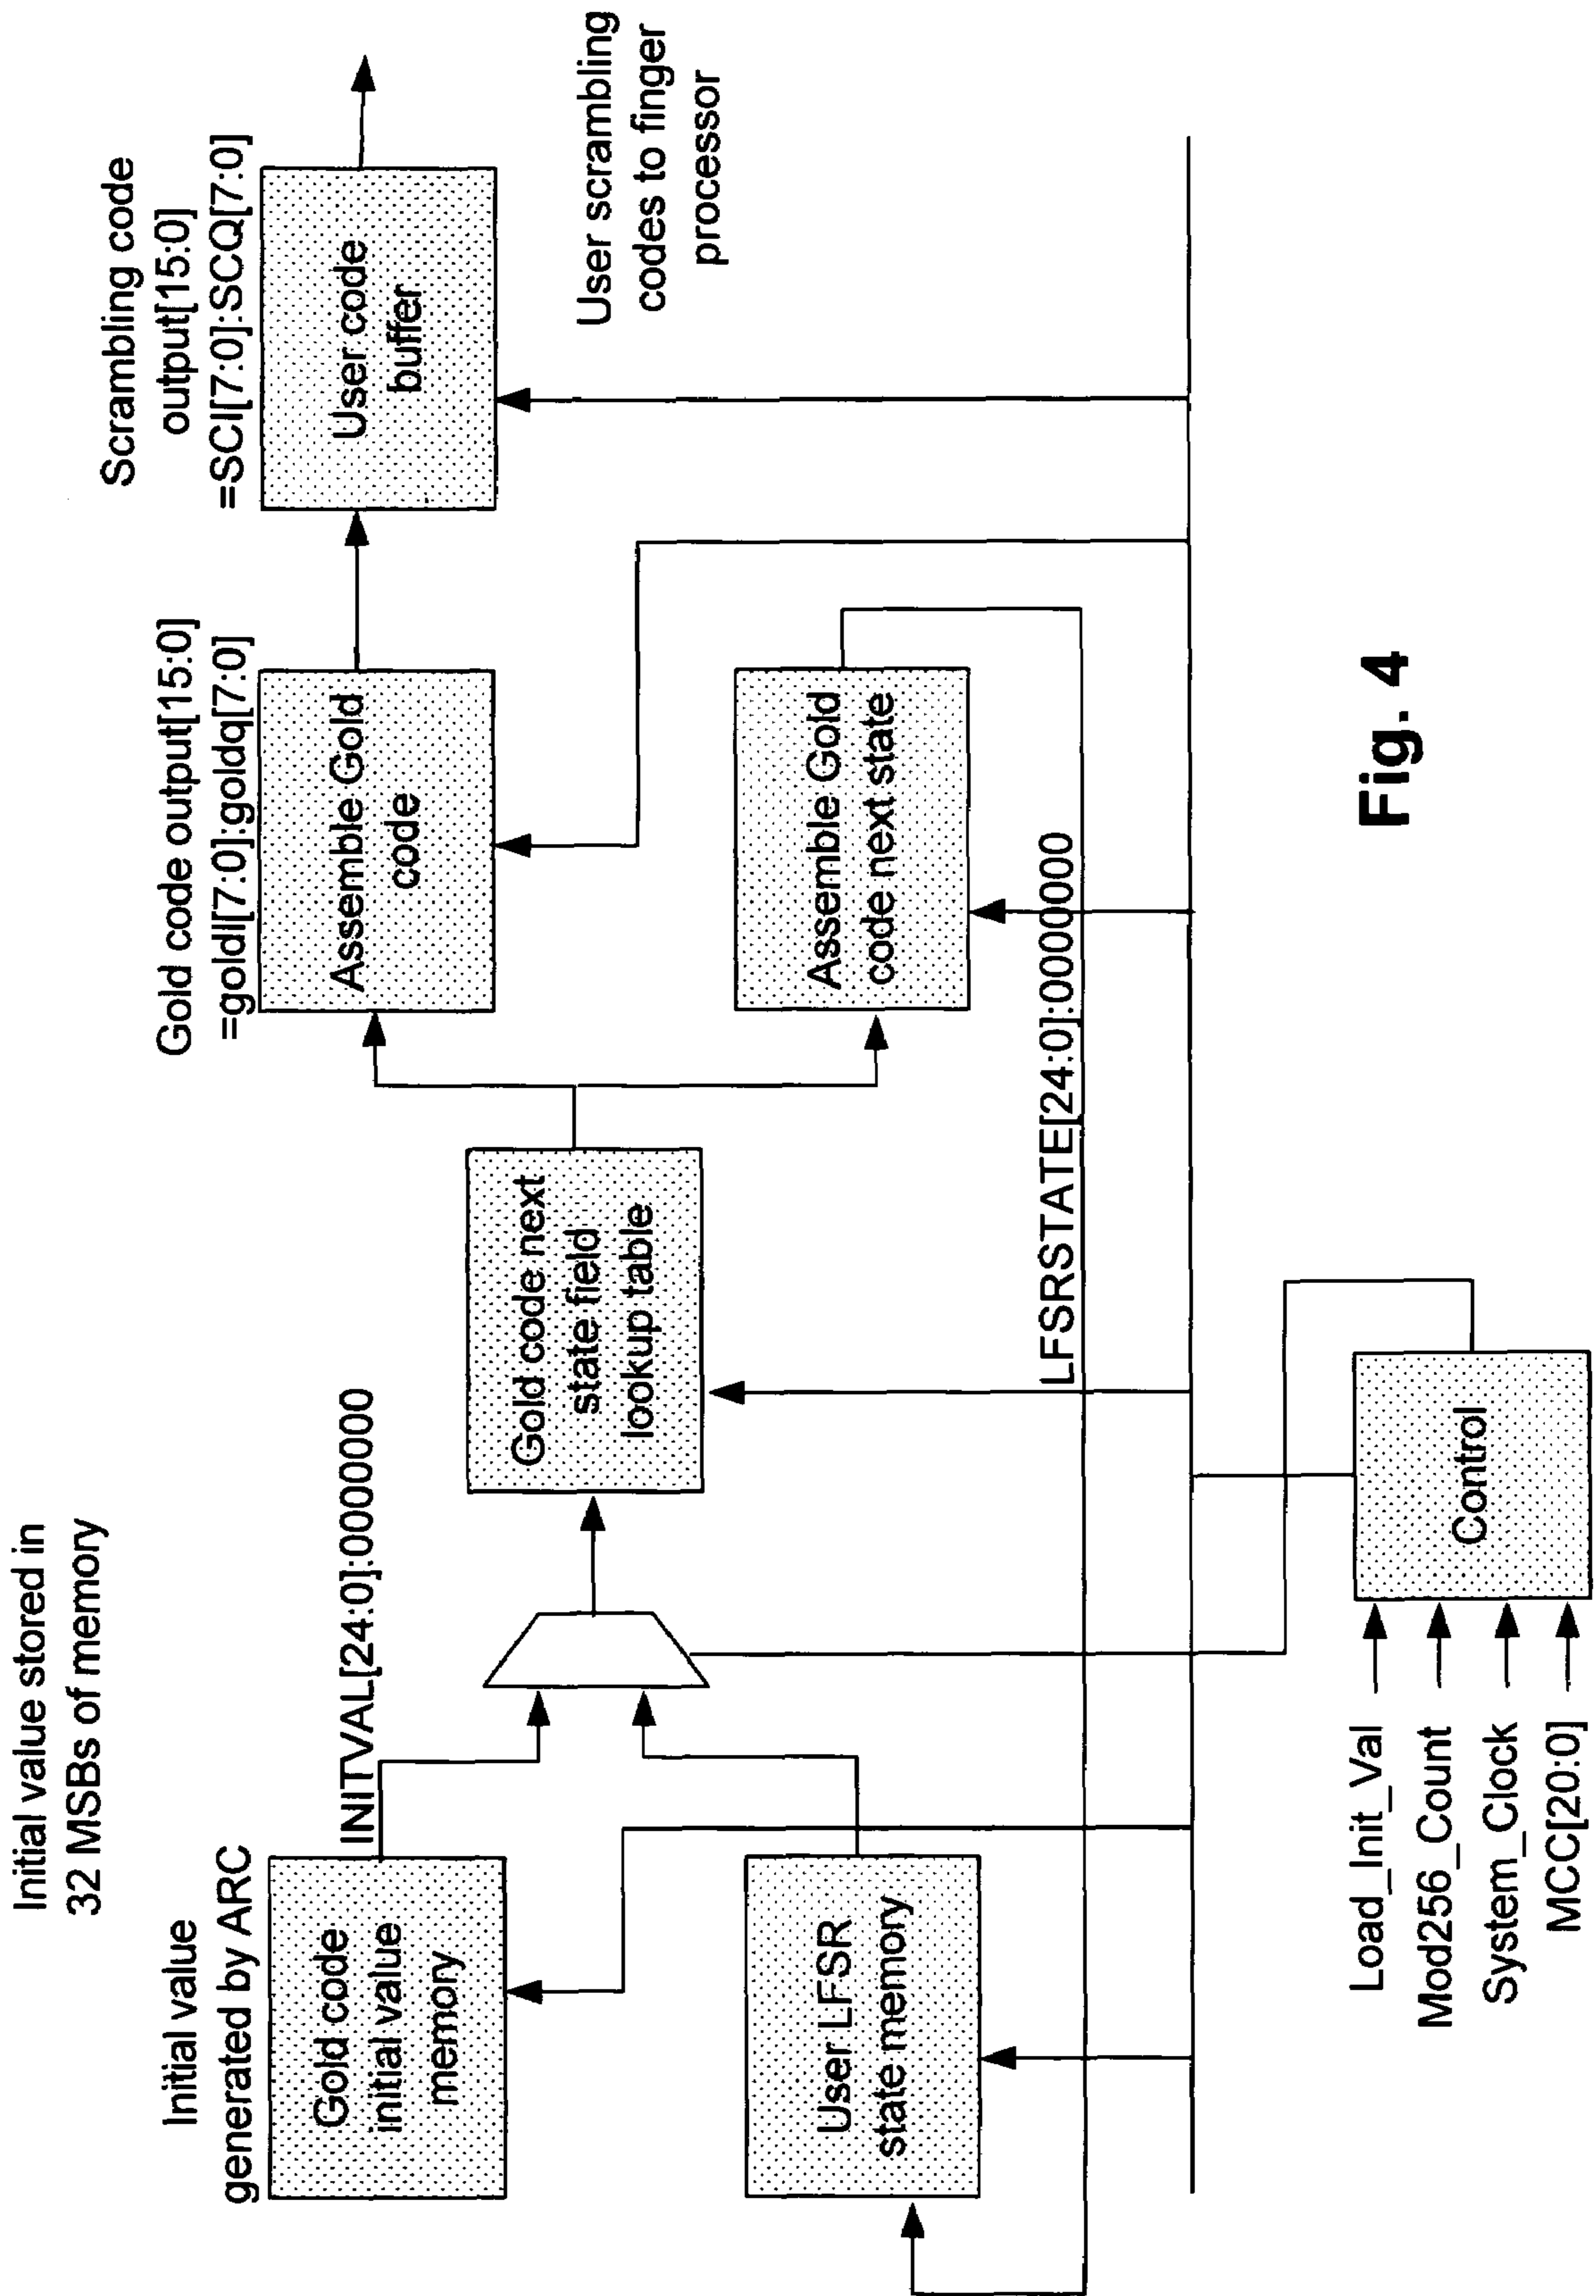 Initial value stored in
32 MSBs of memory
Initial value
generated by ARC
Gold code
initial value
memory
INITVAL[24:0]:0000000
User LFSR
state memory
Gold code next
state field
lookup table
Gold code output[15:0]
=goldI[7:0]:goldq[7:0]
Assemble Gold
code
Assemble Gold
code next state
LFSRSTATE[24:0]:0000000
Scrambling code
output[15:0]
=SCI[7:0]:SCQ[7:0]
User code
buffer
User scrambling
codes to finger
processor
Load_Init_Val
Mod256_Count
System_Clock
MCC[20:0]
Control
Fig. 4